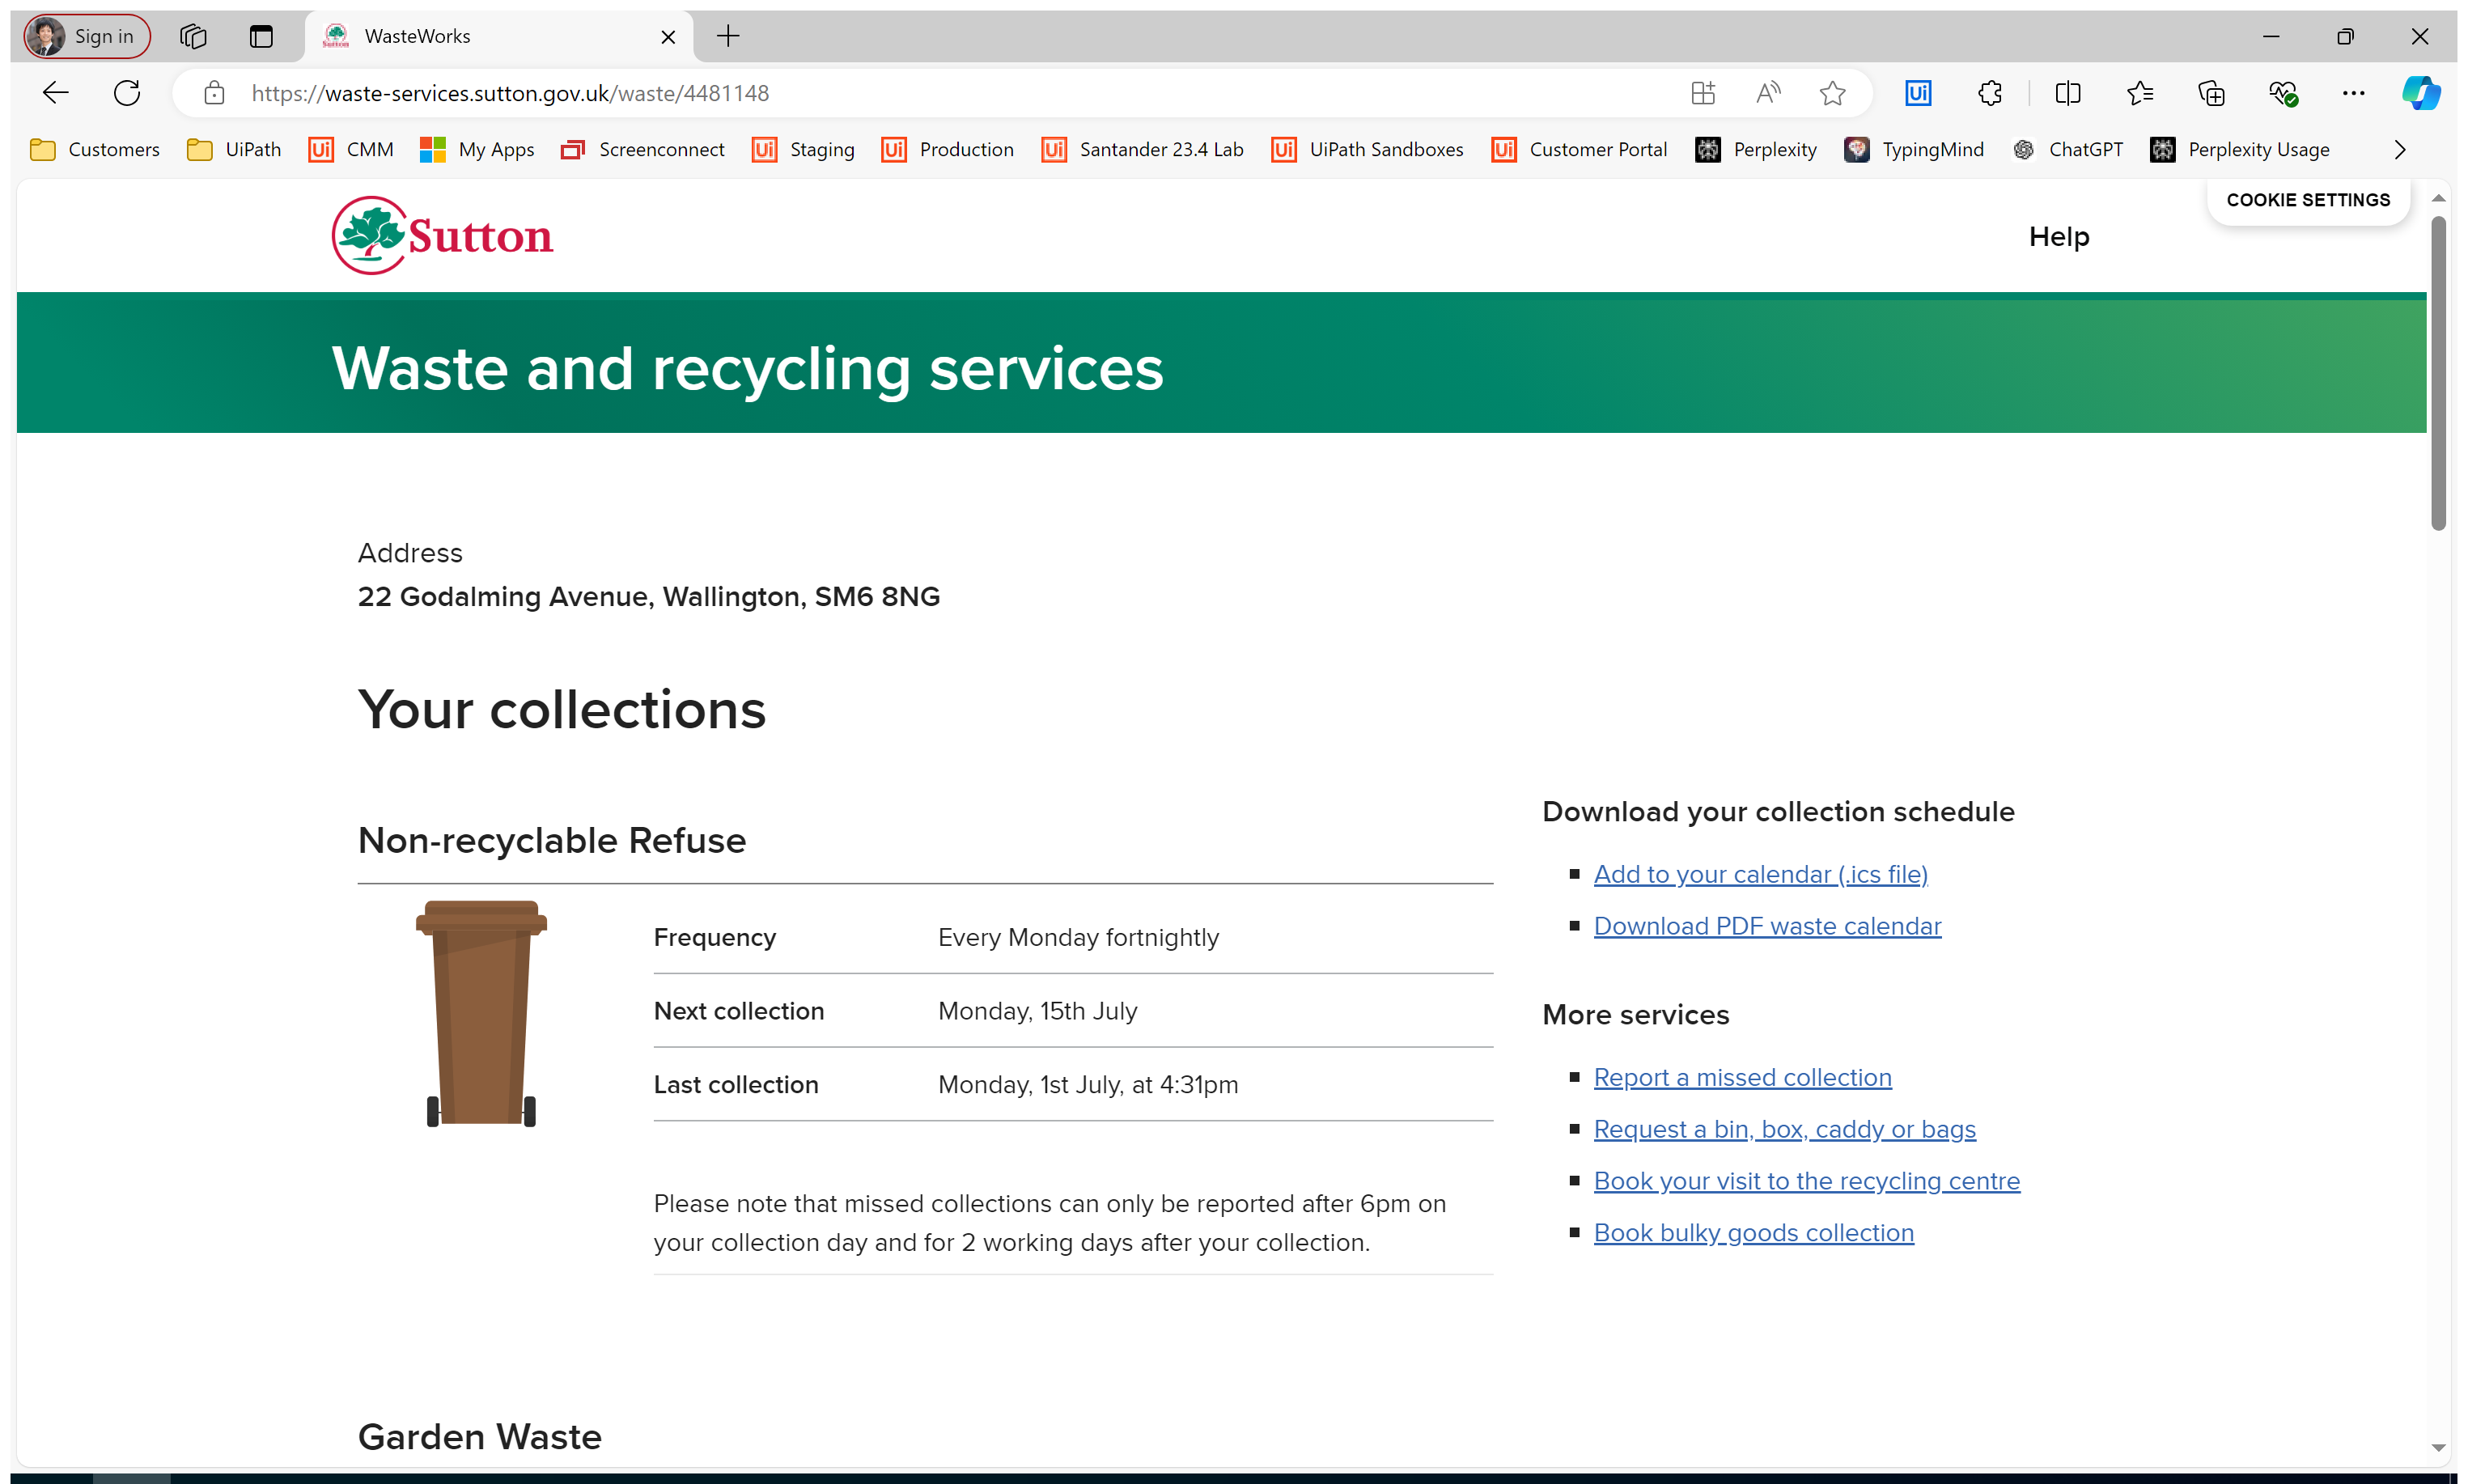 Sign in
WasteWorks
https://waste-services.sutton.gov.uk/waste/4481148
Customers
UiPath
CMM
My Apps
Screenconnect
Staging
Production
Santander 23.4 Lab
UiPath Sandboxes
Customer Portal
Perplexity
TypingMind
ChatGPT
Perplexity Usage
COOKIE SETTINGS
Sutton
Help
Waste and recycling services
Address
22 Godalming Avenue, Wallington, SM6 8NG
Your collections
Non-recyclable Refuse
Frequency Every Monday fortnightly
Next collection Monday, 15th July
Last collection Monday, 1st July, at 4:31pm
Please note that missed collections can only be reported after 6pm on
your collection day and for 2 working days after your collection.
Download your collection schedule
Add to your calendar (.ics file)
Download PDF waste calendar
More services
Report a missed collection
Request a bin, box, caddy or bags
Book your visit to the recycling centre
Book bulky goods collection
Garden Waste